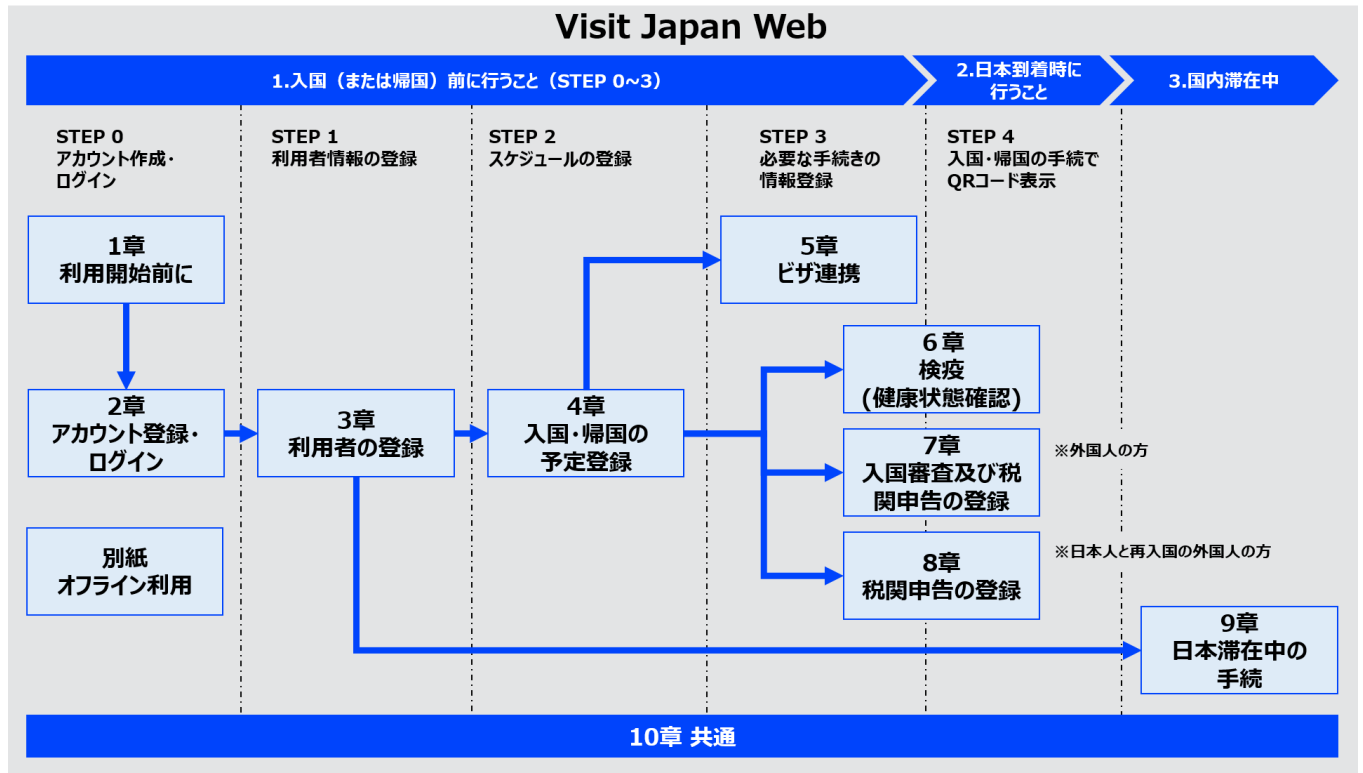 Visit Japan Web
1.入国（または帰国）前に行うこと（STEP 0~3）
2.日本到着時に
行うこと
3.国内滞在中
STEP 0
アカウント作成・
ログイン
STEP 1
利用者情報の登録
STEP 2
スケジュールの登録
STEP 3
必要な手続きの
情報登録
STEP 4
入国・帰国の手続で
QRコード表示
1章
利用開始前に
5章
ビザ連携
6章
検疫
(健康状態確認)
2章
アカウント登録・
ログイン
3章
利用者の登録
4章
入国・帰国の
予定登録
7章
入国審査及び税
関申告の登録
※外国人の方
別紙
オフライン利用
8章
税関申告の登録
※日本人と再入国の外国人の方
9章
日本滞在中の
手続
10章 共通